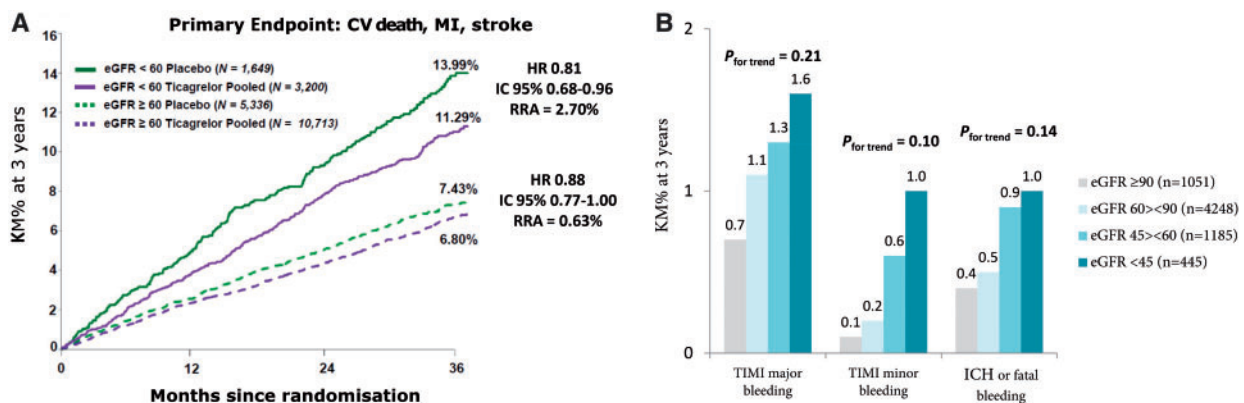 A
Primary Endpoint: CV death, MI, stroke
KM% at 3 years
16
14
12
10
8
6
4
2
0
eGFR < 60 Placebo (N = 1,649)
eGFR < 60 Ticagrelor Pooled (N = 3,200)
eGFR ≥ 60 Placebo (N = 5,336)
eGFR ≥ 60 Ticagrelor Pooled (N = 10,713)
13.99%
11.29%
7.43%
6.80%
HR 0.81
IC 95% 0.68-0.96
RRA = 2.70%
HR 0.88
IC 95% 0.77-1.00
RRA = 0.63%
0 12 24 36
Months since randomisation
B
KM% at 3 years
2
1
0
P for trend = 0.21
0.7 1.1 1.3 1.6
P for trend = 0.10
0.1 0.2 0.6 1.0
P for trend = 0.14
0.4 0.5 0.9 1.0
TIMI major
bleeding
TIMI minor
bleeding
ICH or fatal
bleeding
eGFR ≥90 (n=1051)
eGFR 60>&lt;90 (n=4248)
eGFR 45>&lt;60 (n=1185)
eGFR <45 (n=445)